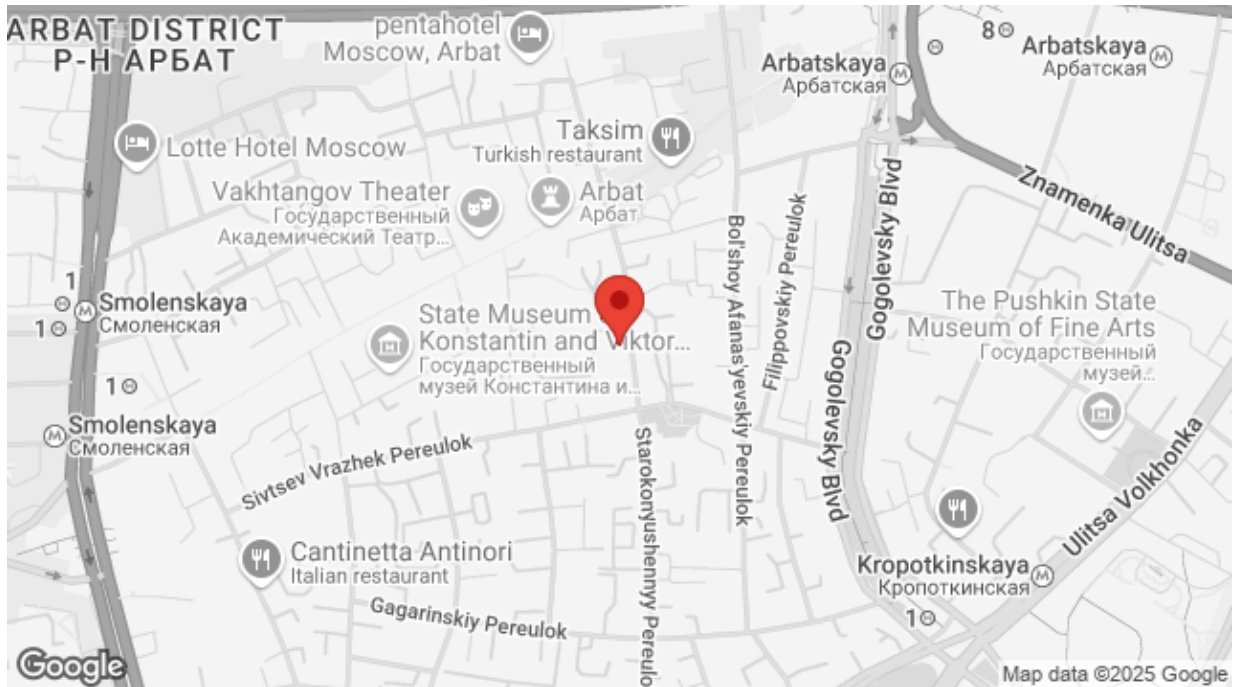 ARBAT DISTRICT
Р-Н АРБАТ
pentahotel
Moscow, Arbat
8
Arbatskaya
Арбатская
Arbatskaya
Арбатская
Lotte Hotel Moscow
Taksim
Turkish restaurant
Vakhtangov Theater
Государственный
Академический Театр...
Arbat
Арбат
Znamenka Ulitsa
Gogolevsky Blvd
Bol'shoy Afanas'yevskiy Pereulok
Filippovskiy Pereulok
1
Smolenskaya
Смоленская
1
State Museum
Konstantin and Viktor...
Государственный
музей Константина и...
The Pushkin State
Museum of Fine Arts
Государственный
музей...
1
Smolenskaya
Смоленская
Gogolevsky Blvd
Sivtsev Vrazhek Pereulok
Starokonyushennyy Pereulo
Ulitsa Volkhonka
Cantinetta Antinori
Italian restaurant
Kropotkinskaya
Кропоткинская
Gagarinskiy Pereulok
1
Google
Map data ©2025 Google